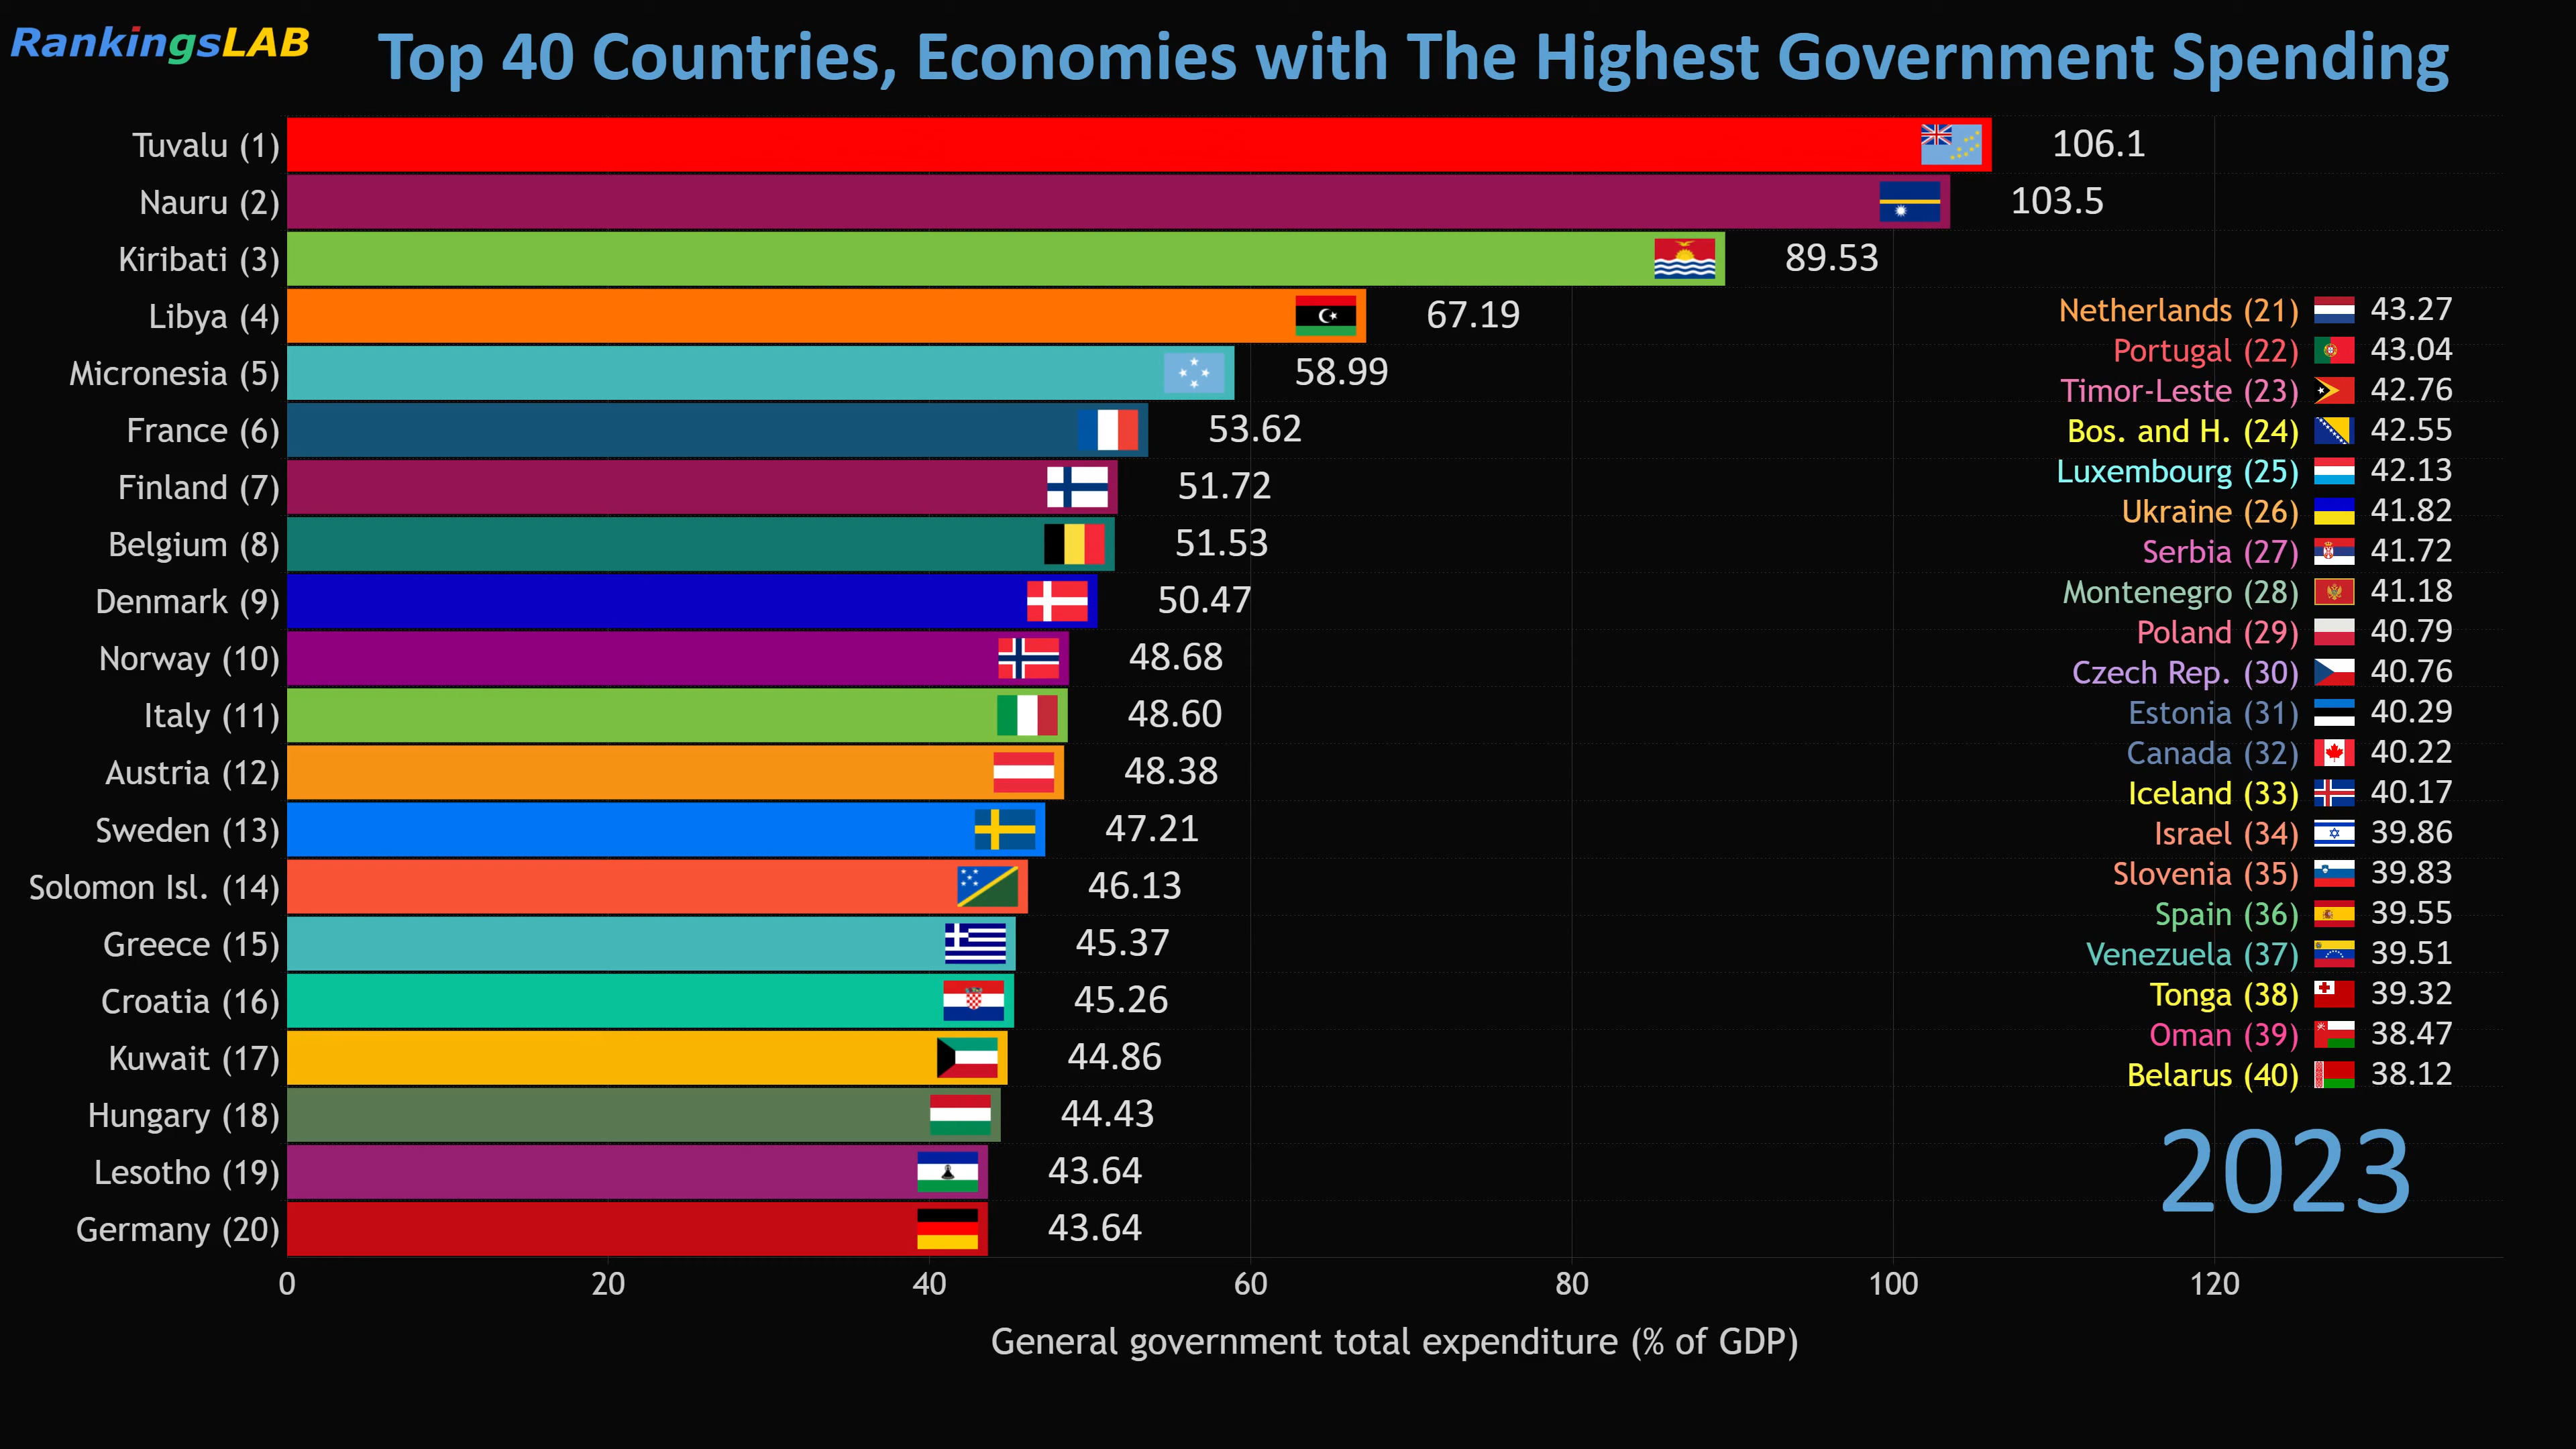 RankingsLAB
Top 40 Countries, Economies with The Highest Government Spending
Tuvalu (1) 106.1
Nauru (2) 103.5
Kiribati (3) 89.53
Libya (4) 67.19
Micronesia (5) 58.99
France (6) 53.62
Finland (7) 51.72
Belgium (8) 51.53
Denmark (9) 50.47
Norway (10) 48.68
Italy (11) 48.60
Austria (12) 48.38
Sweden (13) 47.21
Solomon Isl. (14) 46.13
Greece (15) 45.37
Croatia (16) 45.26
Kuwait (17) 44.86
Hungary (18) 44.43
Lesotho (19) 43.64
Germany (20) 43.64
Netherlands (21) 43.27
Portugal (22) 43.04
Timor-Leste (23) 42.76
Bos. and H. (24) 42.55
Luxembourg (25) 42.13
Ukraine (26) 41.82
Serbia (27) 41.72
Montenegro (28) 41.18
Poland (29) 40.79
Czech Rep. (30) 40.76
Estonia (31) 40.29
Canada (32) 40.22
Iceland (33) 40.17
Israel (34) 39.86
Slovenia (35) 39.83
Spain (36) 39.55
Venezuela (37) 39.51
Tonga (38) 39.32
Oman (39) 38.47
Belarus (40) 38.12
2023
0 20 40 60 80 100 120
General government total expenditure (% of GDP)